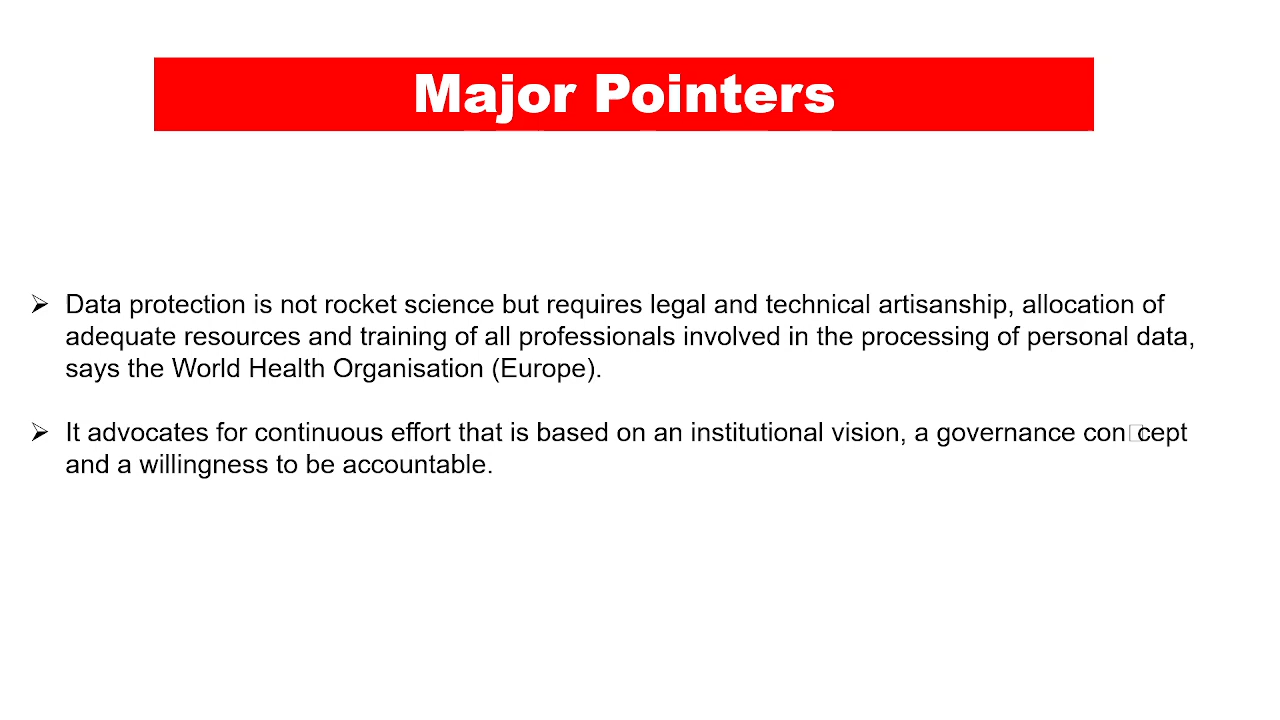 Major Pointers
➢ Data protection is not rocket science but requires legal and technical artisanship, allocation of
adequate resources and training of all professionals involved in the processing of personal data,
says the World Health Organisation (Europe).
➢ It advocates for continuous effort that is based on an institutional vision, a governance con□cept
and a willingness to be accountable.